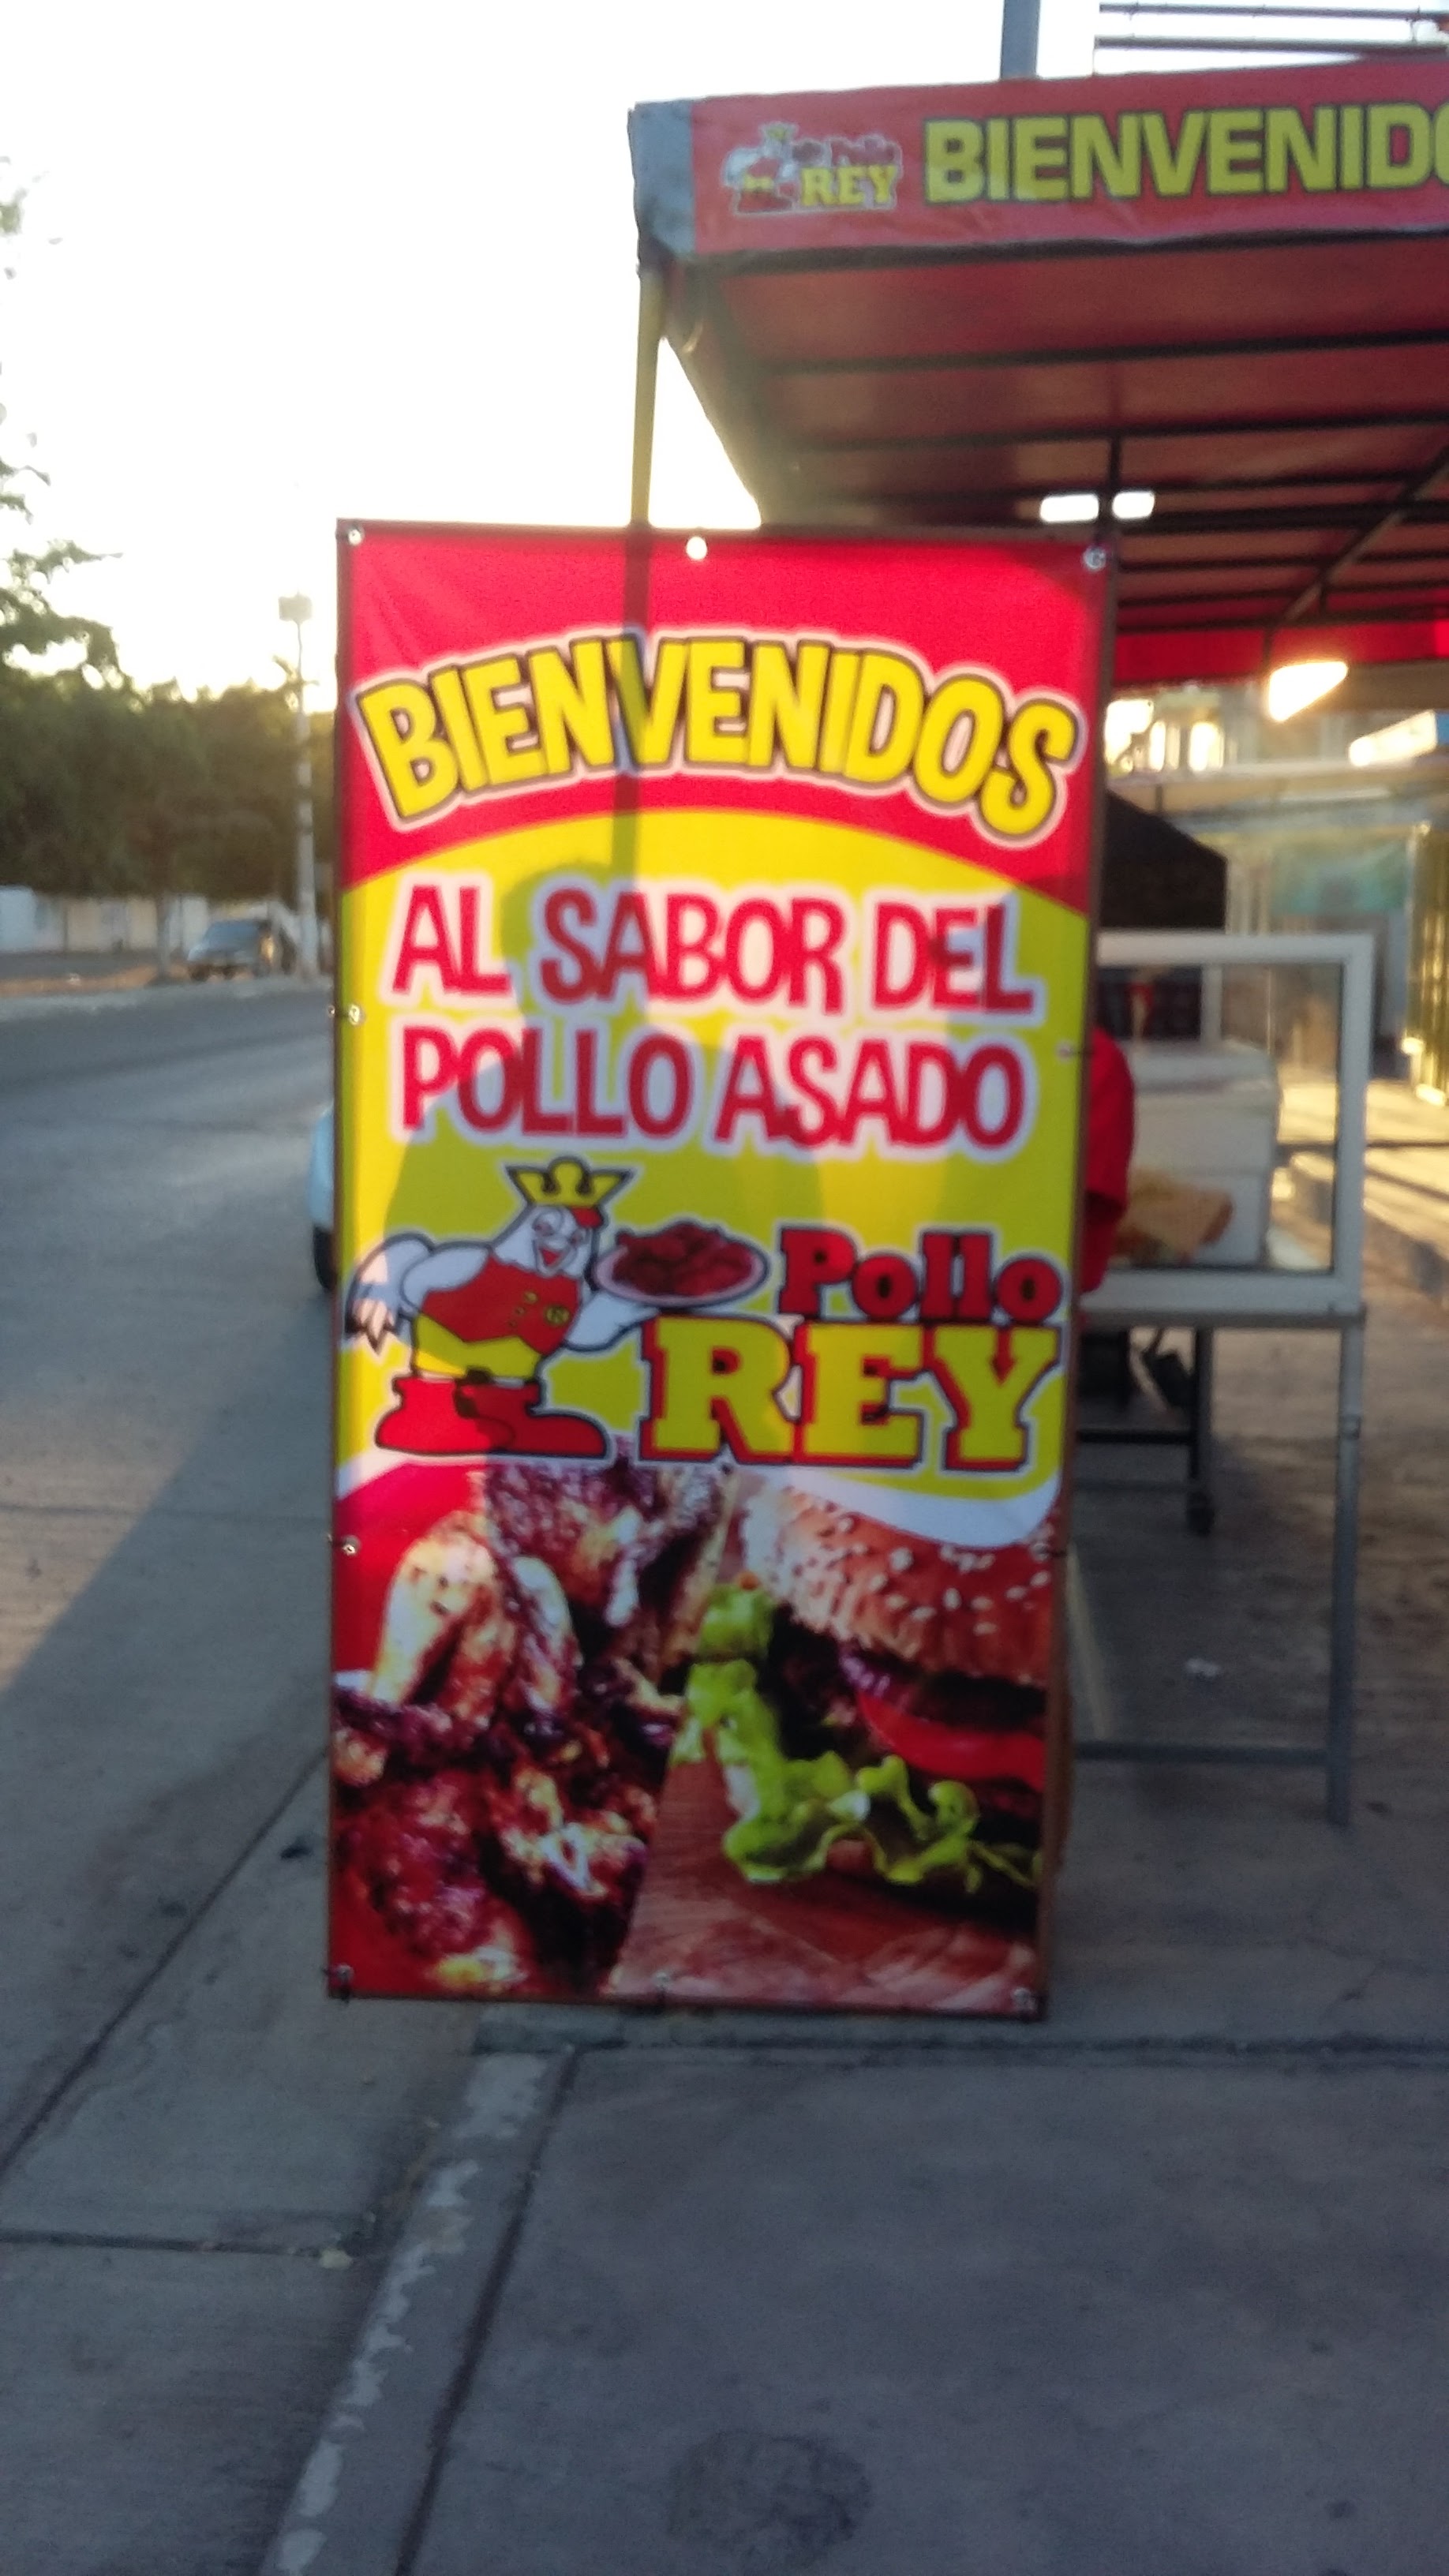 Pollo
REY
BIENVENIDO
BIENVENIDOS
AL SABOR DEL
POLLO ASADO
Pollo
REY